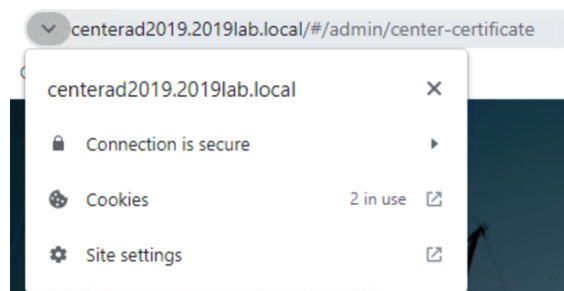 centerad2019.2019lab.local/#/admin/center-certificate
centerad2019.2019lab.local
Connection is secure
Cookies 2 in use
Site settings